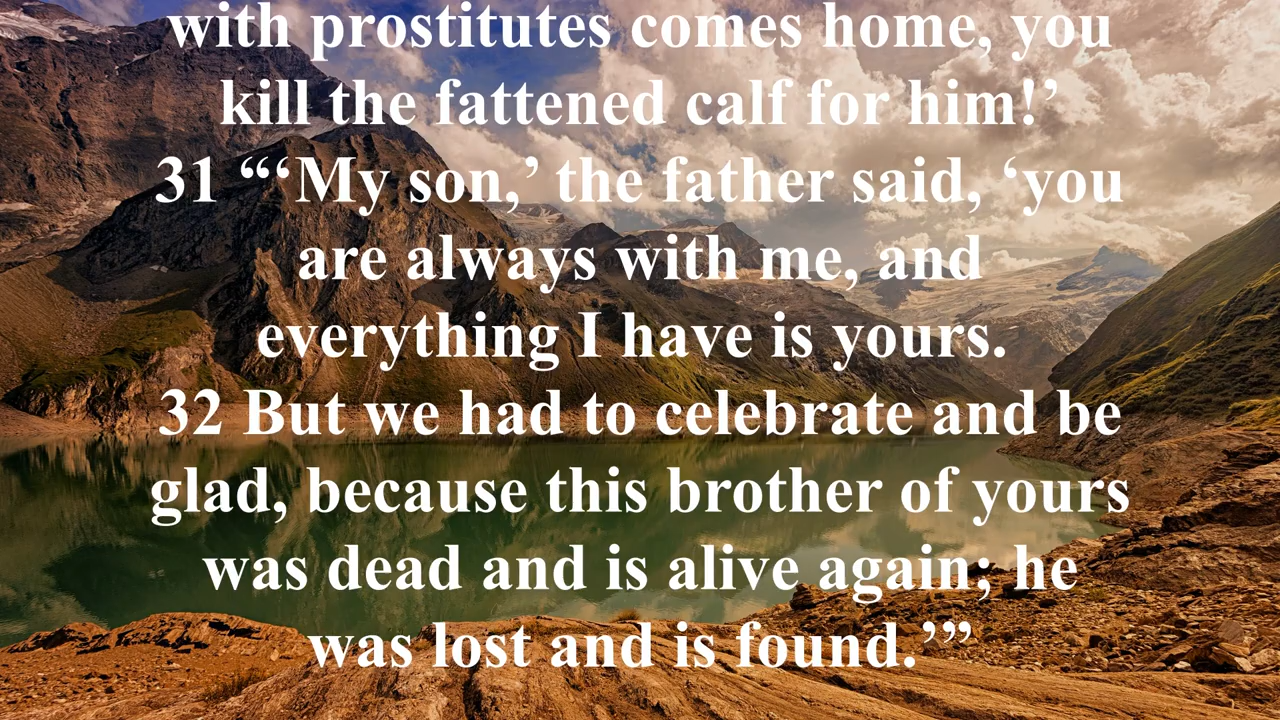 with prostitutes comes home, you
kill the fattened calf for him!’
31 “‘My son,’ the father said, ‘you
are always with me, and
everything I have is yours.
32 But we had to celebrate and be
glad, because this brother of yours
was dead and is alive again; he
was lost and is found.’”